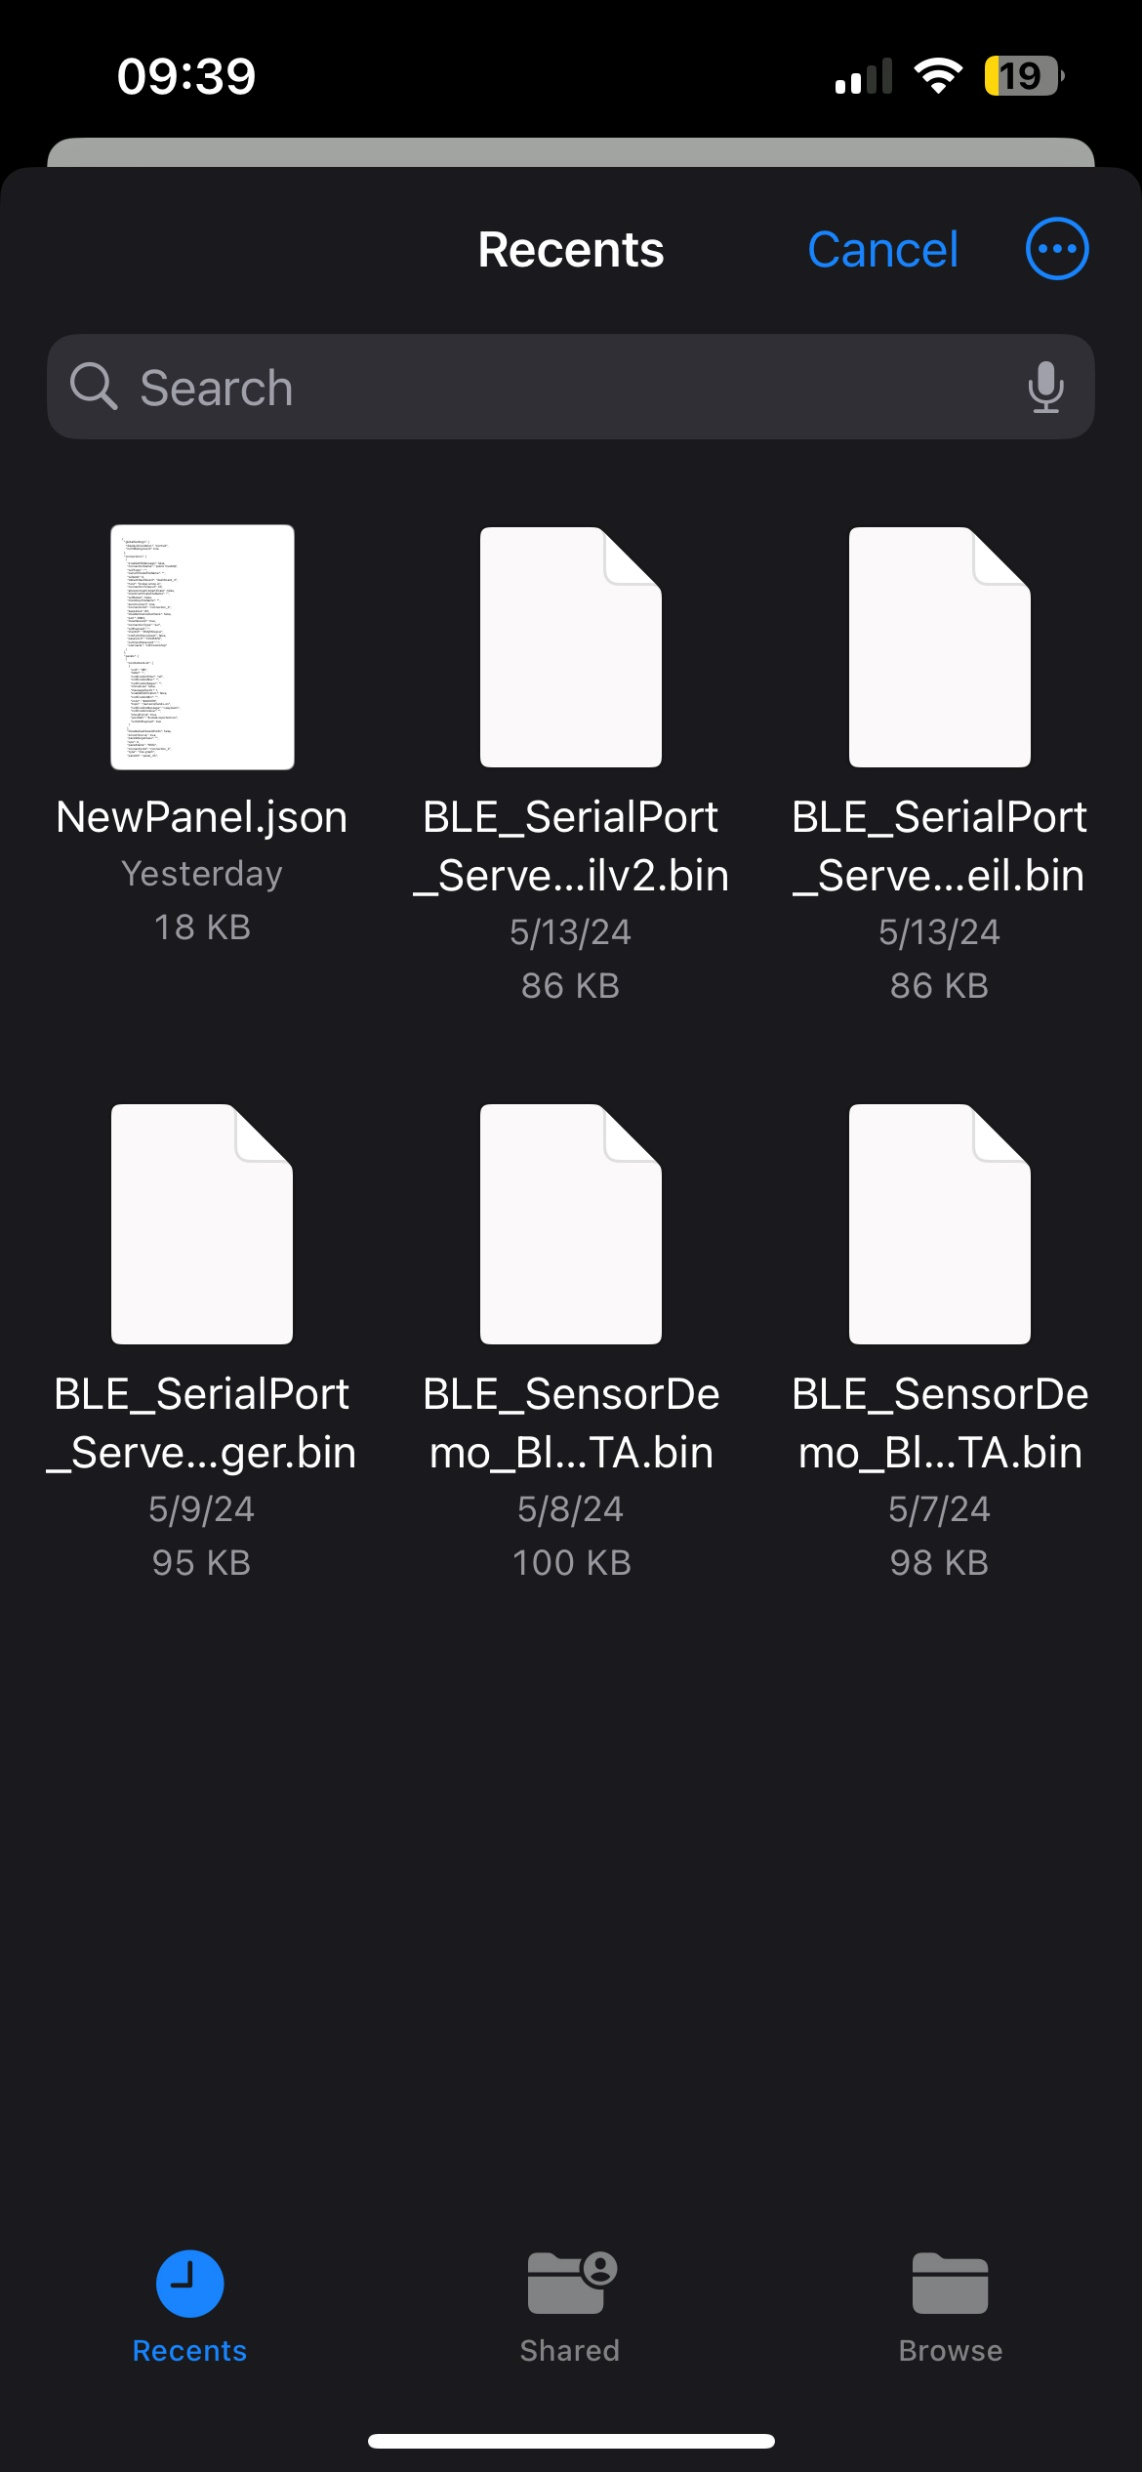 09:39
19
Recents
Cancel
Search
NewPanel.json
Yesterday
18 KB
BLE_SerialPort
_Serve...ilv2.bin
5/13/24
86 KB
BLE_SerialPort
_Serve...eil.bin
5/13/24
86 KB
BLE_SerialPort
_Serve...ger.bin
5/9/24
95 KB
BLE_SensorDe
mo_Bl...TA.bin
5/8/24
100 KB
BLE_SensorDe
mo_Bl...TA.bin
5/7/24
98 KB
Recents
Shared
Browse